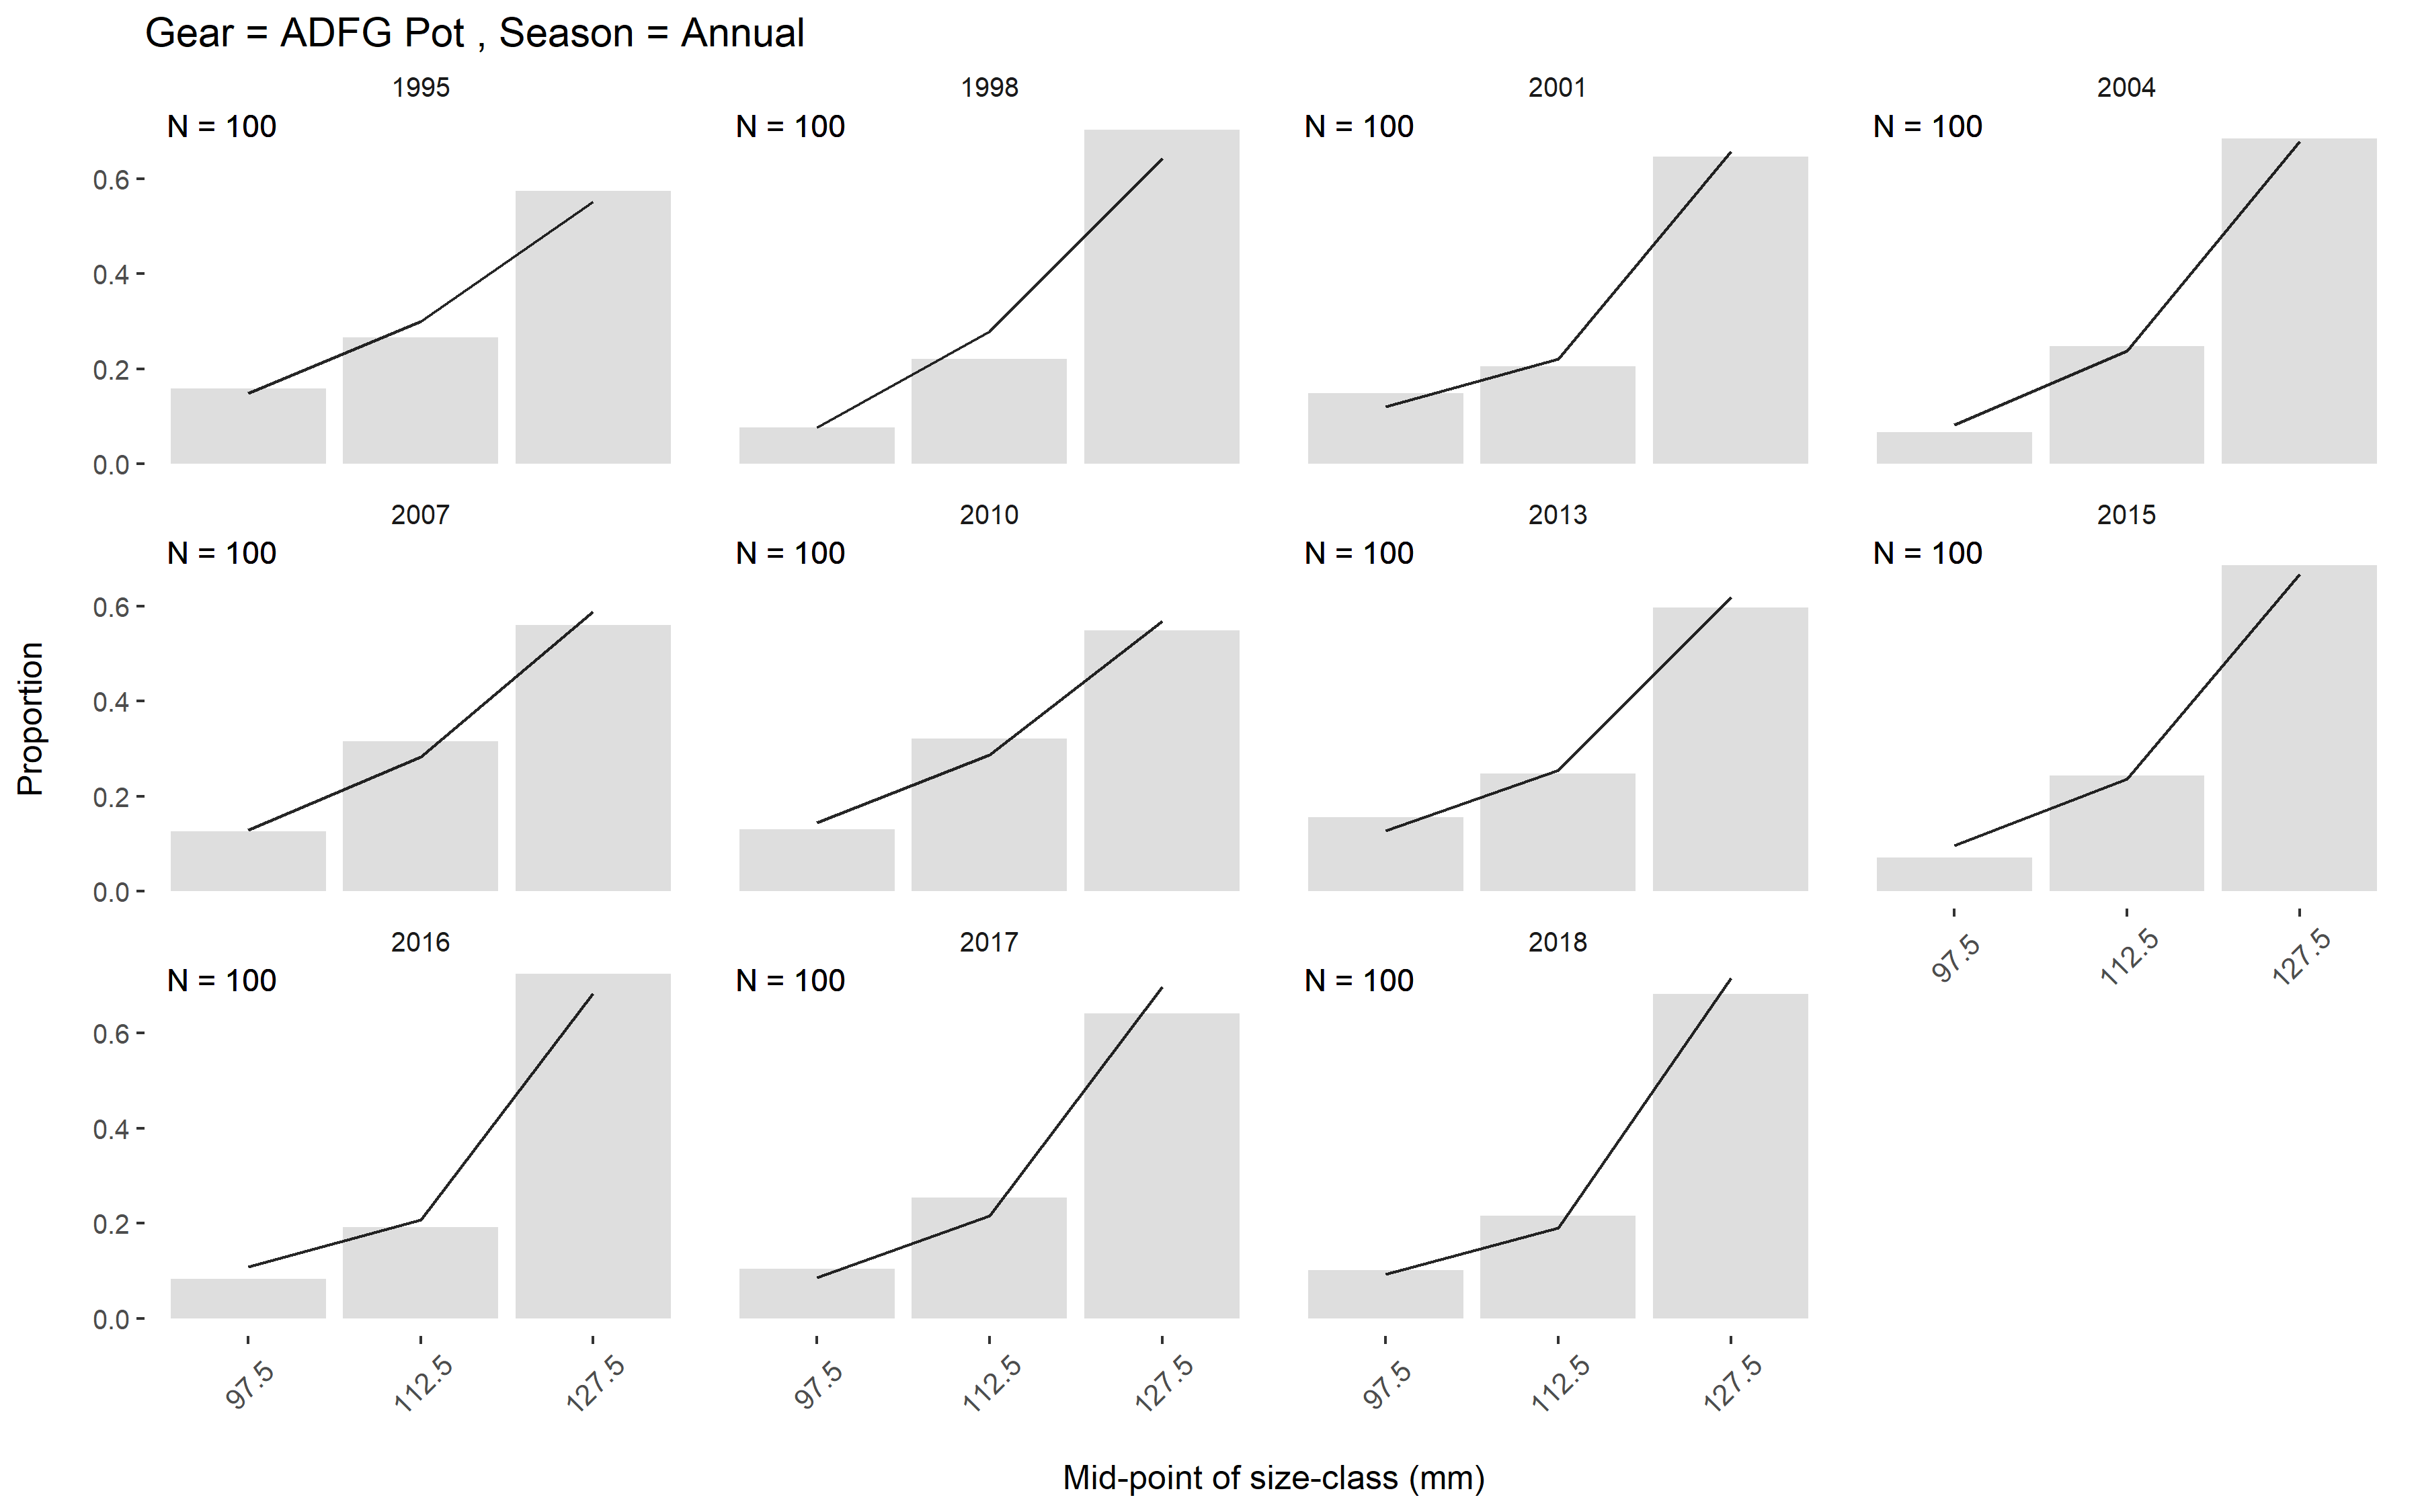 Gear = ADFG Pot , Season = Annual
1995 1998 2001 2004
N = 100 N = 100 N = 100 N = 100
0.6
0.4
0.2
0.0
2007 2010 2013 2015
N = 100 N = 100 N = 100 N = 100
0.6
0.4
0.2
0.0
Proportion
97.5 112.5 127.5
2016 2017 2018
N = 100 N = 100 N = 100
0.6
0.4
0.2
0.0
97.5 112.5 127.5 97.5 112.5 127.5 97.5 112.5 127.5
Mid-point of size-class (mm)